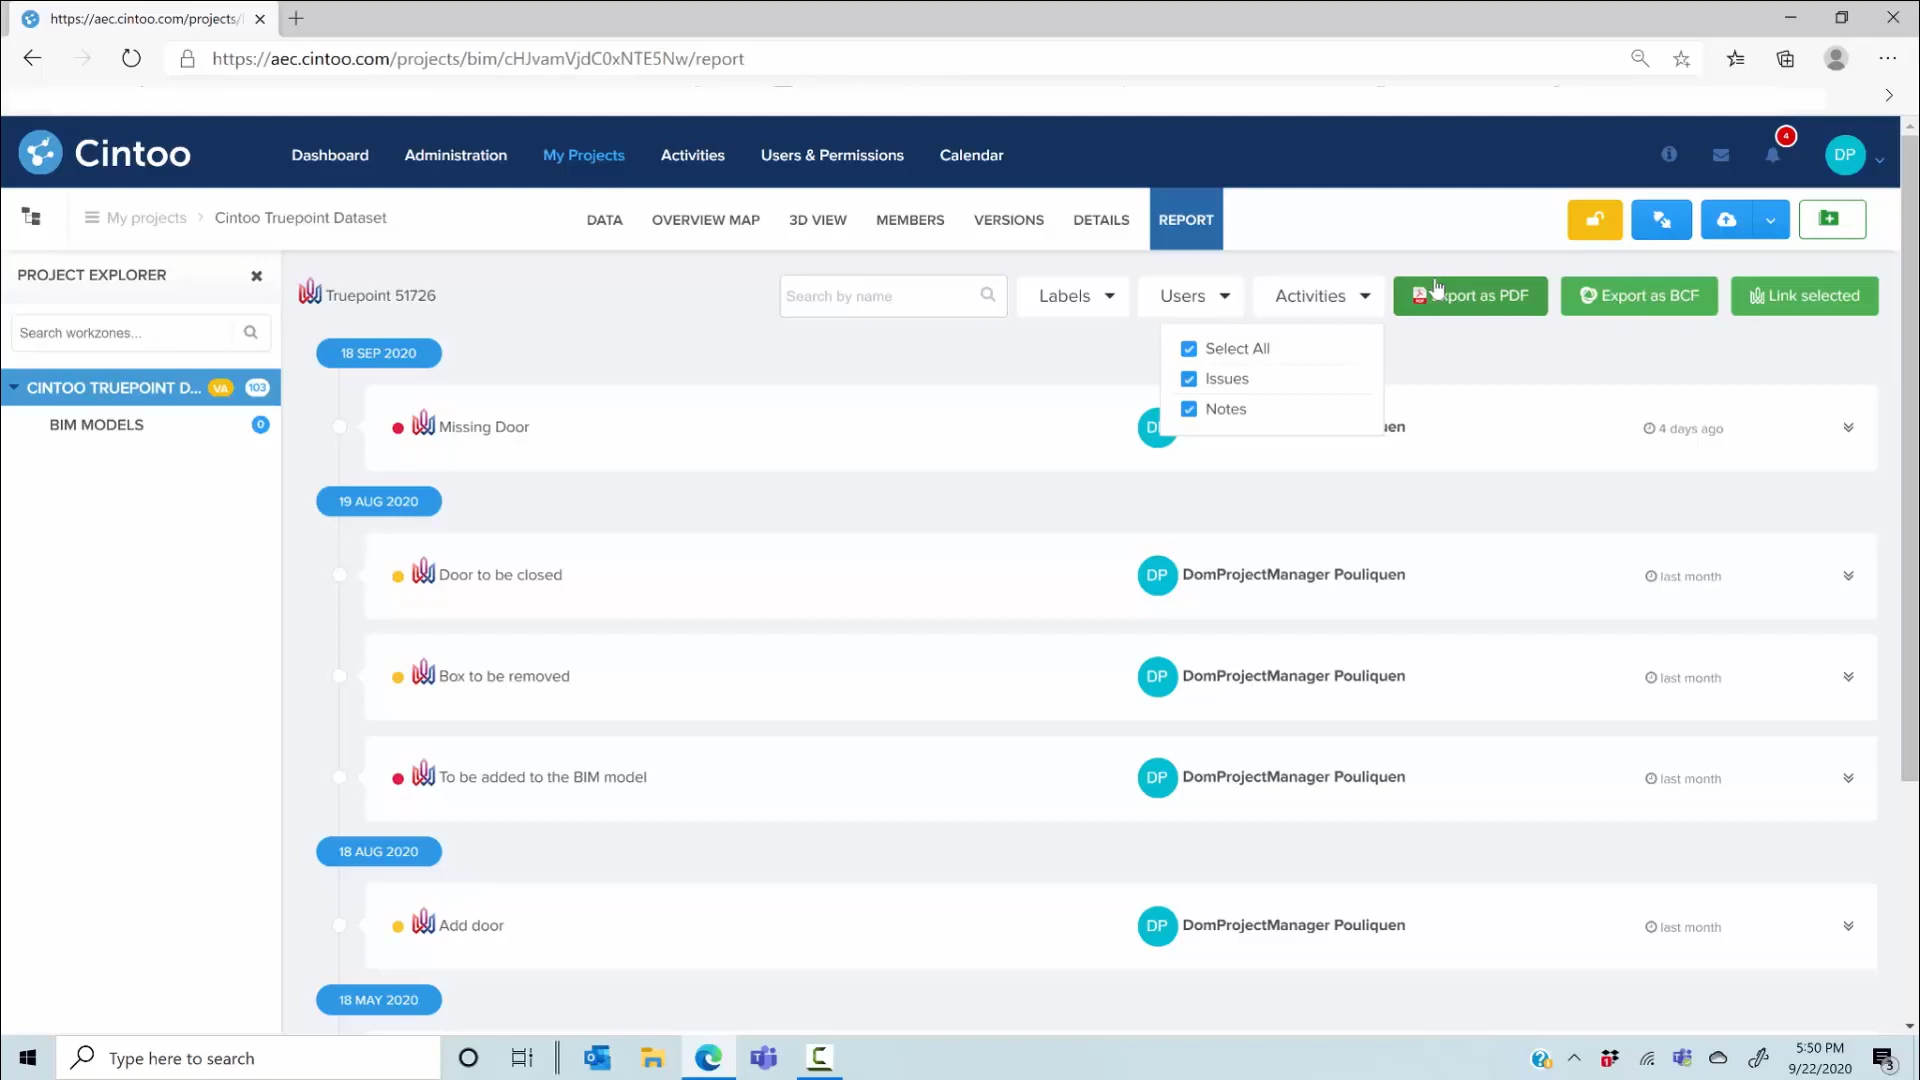 https://aec.cintoo.com/projects/
https://aec.cintoo.com/projects/bim/cHJvamVjdC0xNTE5Nw/report
Cintoo
Dashboard
Administration
My Projects
Activities
Users & Permissions
Calendar
4
DP
My projects > Cintoo Truepoint Dataset
DATA
OVERVIEW MAP
3D VIEW
MEMBERS
VERSIONS
DETAILS
REPORT
PROJECT EXPLORER
Search workzones...
CINTOO TRUEPOINT D... VA 103
BIM MODELS 0
Truepoint 51726
Search by name
Labels
Users
Activities
Export as BCF
Link selected
Select All
Issues
Notes
18 SEP 2020
Missing Door
4 days ago
19 AUG 2020
Door to be closed
DP DomProjectManager Pouliquen
last month
Box to be removed
DP DomProjectManager Pouliquen
last month
To be added to the BIM model
DP DomProjectManager Pouliquen
last month
18 AUG 2020
Add door
DP DomProjectManager Pouliquen
last month
18 MAY 2020
Type here to search
5:50 PM
9/22/2020
3